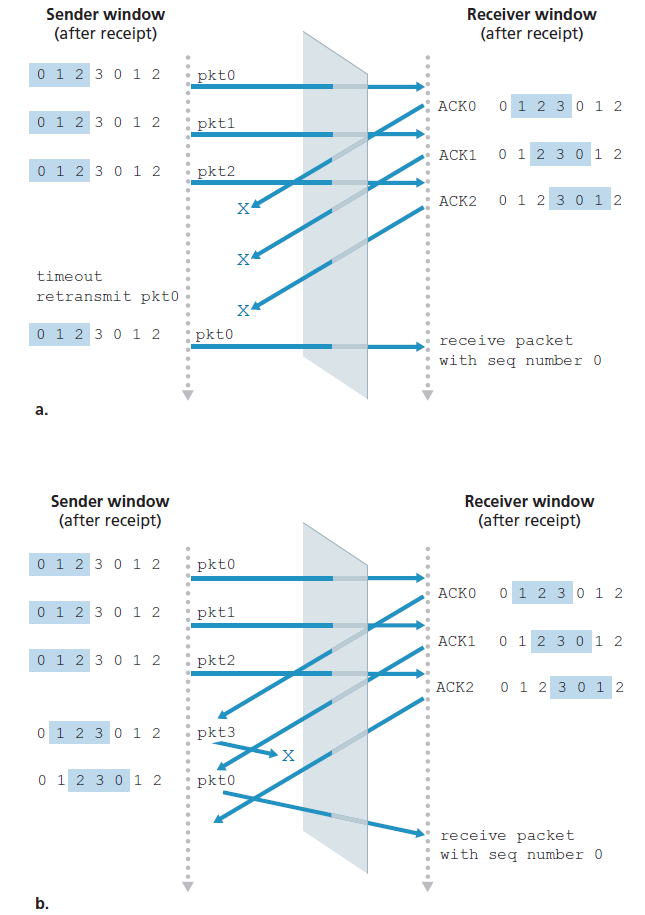 Sender window
(after receipt)
Receiver window
(after receipt)
0 1 2 3 0 1 2
pkt0
ACK0 0 1 2 3 0 1 2
0 1 2 3 0 1 2
pkt1
ACK1 0 1 2 3 0 1 2
0 1 2 3 0 1 2
pkt2
ACK2 0 1 2 3 0 1 2
X
X
timeout
retransmit pkt0
X
0 1 2 3 0 1 2
pkt0
receive packet
with seq number 0
a.
Sender window
(after receipt)
Receiver window
(after receipt)
0 1 2 3 0 1 2
pkt0
ACK0 0 1 2 3 0 1 2
0 1 2 3 0 1 2
pkt1
ACK1 0 1 2 3 0 1 2
0 1 2 3 0 1 2
pkt2
ACK2 0 1 2 3 0 1 2
0 1 2 3 0 1 2
pkt3
X
0 1 2 3 0 1 2
pkt0
receive packet
with seq number 0
b.